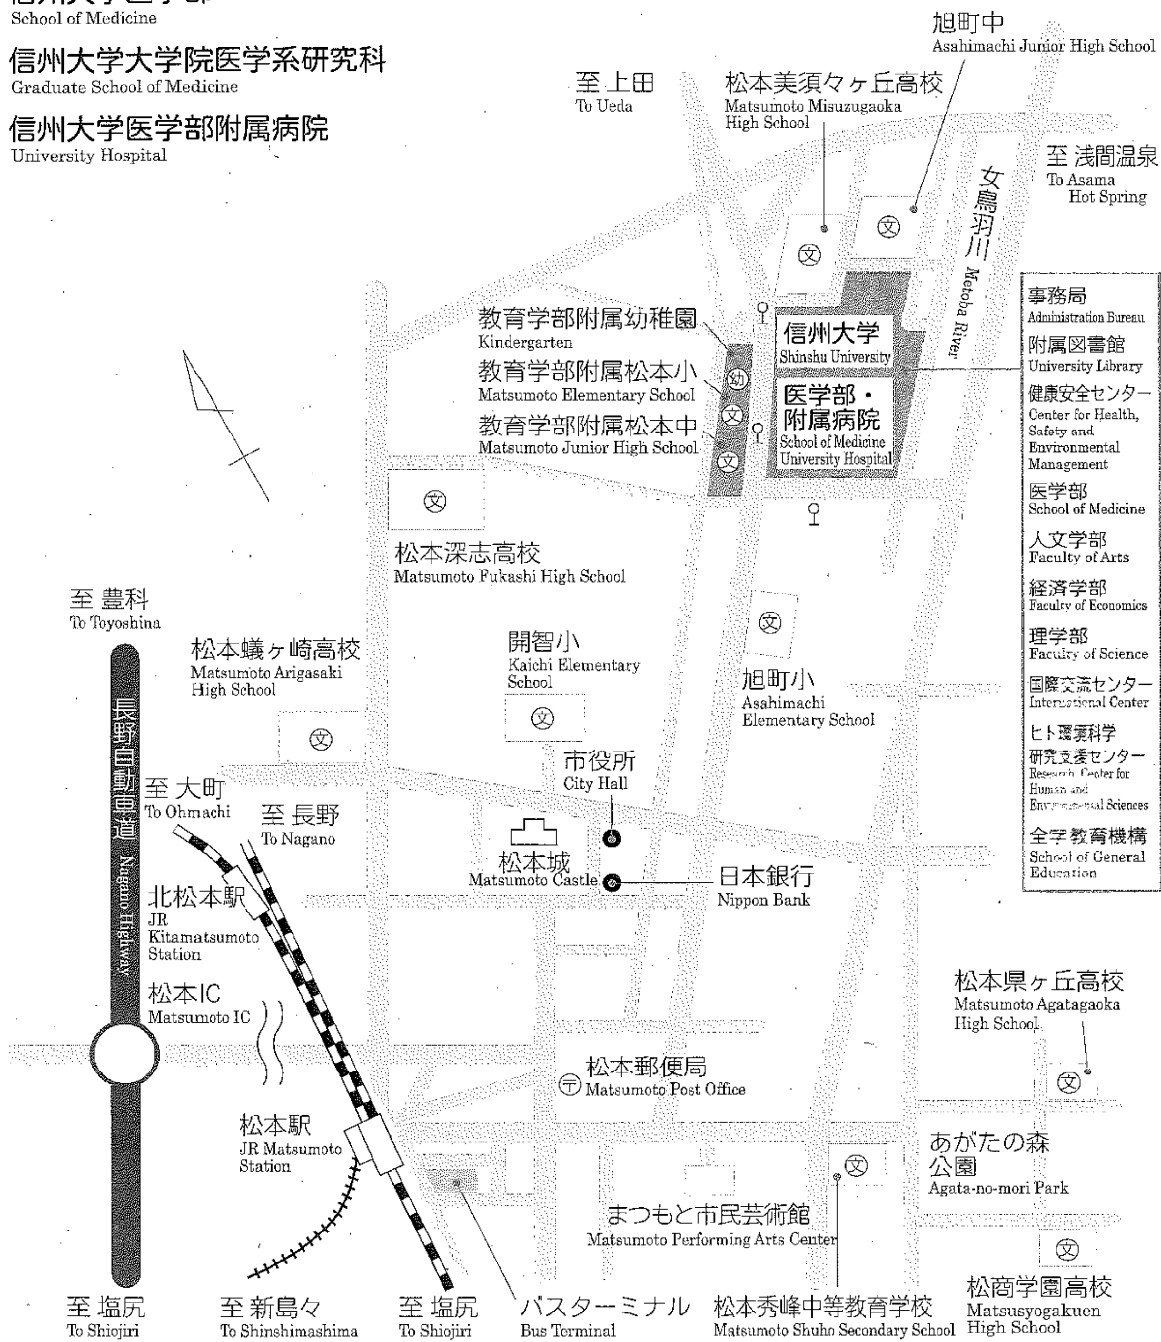 School of Medicine
信州大学大学院医学系研究科
Graduate School of Medicine
信州大学医学部附属病院
University Hospital
旭町中
Asahimachi Junior High School
至 上田
To Ueda
松本美須々ヶ丘高校
Matsumoto Misuzugaoka
High School
至 浅間温泉
To Asama
Hot Spring
女鳥羽川 Metoba River
文
文
教育学部附属幼稚園
Kindergarten
教育学部附属松本小
Matsumoto Elementary School
教育学部附属松本中
Matsumoto Junior High School
幼
文
文
信州大学
Shinshu University
医学部・
附属病院
School of Medicine
University Hospital
事務局
Administration Bureau
附属図書館
University Library
健康安全センター
Center for Health,
Safety and
Environmental
Management
医学部
School of Medicine
人文学部
Faculty of Arts
経済学部
Faculty of Economics
理学部
Faculty of Science
国際交流センター
International Center
ヒト環境科学
研究支援センター
Research Center for
Human and
Environmental Sciences
全学教育機構
School of General
Education
文
松本深志高校
Matsumoto Fukashi High School
至 豊科
To Toyoshina
松本蟻ヶ崎高校
Matsumoto Arigasaki
High School
文
開智小
Kaichi Elementary
School
文
文
旭町小
Asahimachi
Elementary School
長野自動車道 Nagano Highway
市役所
City Hall
至 大町
To Ohmachi
至 長野
To Nagano
松本城
Matsumoto Castle
日本銀行
Nippon Bank
北松本駅
JR
Kitamatsumoto
Station
松本IC
Matsumoto IC
松本県ヶ丘高校
Matsumoto Agatagaoka
High School
文
〒
松本郵便局
Matsumoto Post Office
松本駅
JR Matsumoto
Station
あがたの森
公園
Agata-no-mori Park
文
まつもと市民芸術館
Matsumoto Performing Arts Center
文
松商学園高校
Matsusyogakuen
High School
至 塩尻
To Shiojiri
至 新島々
To Shinshimashima
至 塩尻
To Shiojiri
バスターミナル
Bus Terminal
松本秀峰中等教育学校
Matsumoto Shuho Secondary School